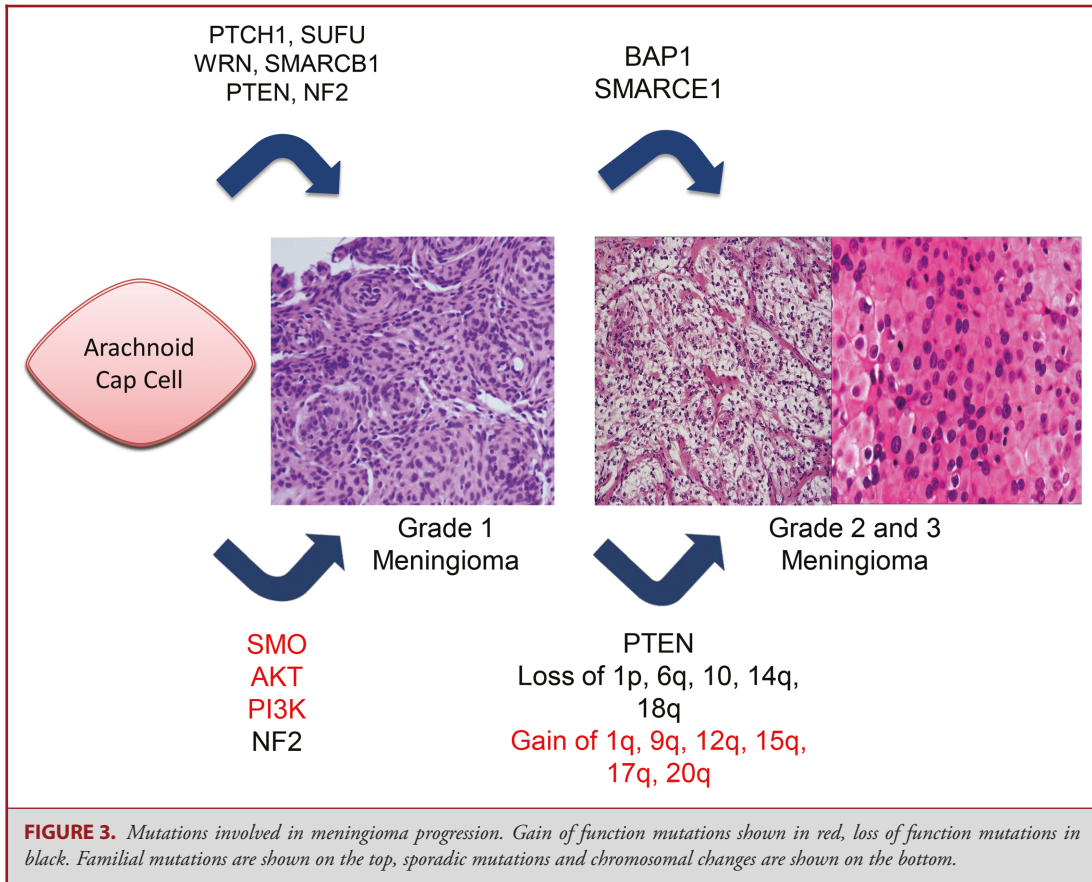 PTCH1, SUFU
WRN, SMARCB1
PTEN, NF2
BAP1
SMARCE1
Arachnoid
Cap Cell
Grade 1
Meningioma
Grade 2 and 3
Meningioma
SMO
AKT
PI3K
NF2
PTEN
Loss of 1p, 6q, 10, 14q,
18q
Gain of 1q, 9q, 12q, 15q,
17q, 20q
FIGURE 3. Mutations involved in meningioma progression. Gain of function mutations shown in red, loss of function mutations in
black. Familial mutations are shown on the top, sporadic mutations and chromosomal changes are shown on the bottom.